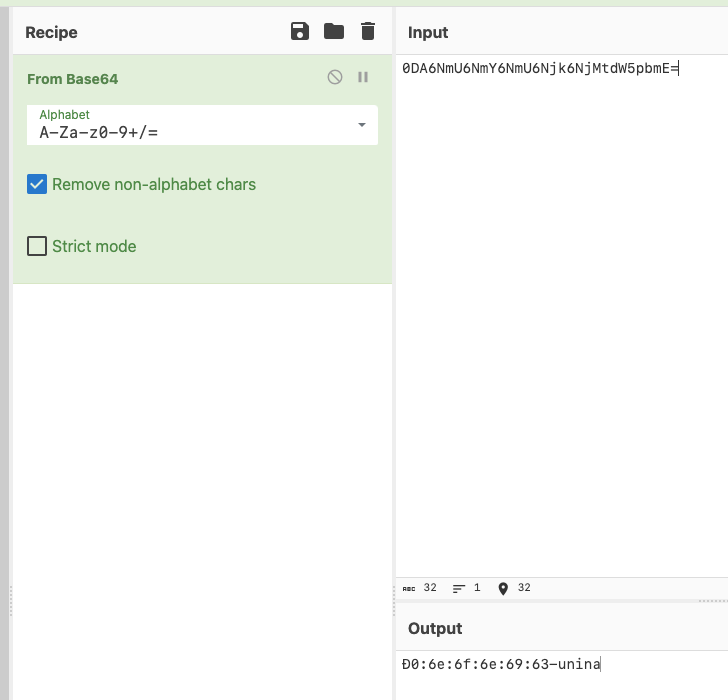 Recipe
From Base64
Alphabet
A-Za-z0-9+/=
Remove non-alphabet chars
Strict mode
Input
0DA6NmU6NmY6NmU6Njk6NjMtdW5pbmE=
ABC 32 1 32
Output
Ð0:6e:6f:6e:69:63-unina